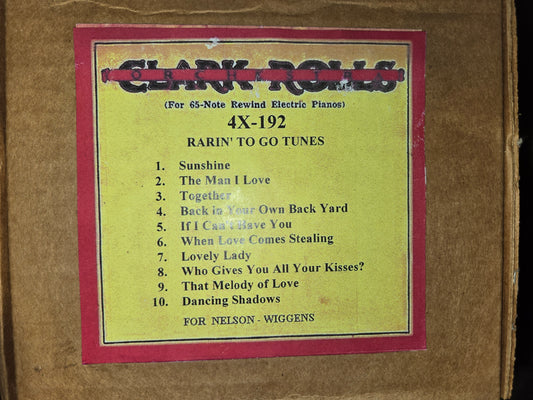 CLARK ROLLS
ORCHESTRA
(For 65-Note Rewind Electric Pianos)
4X-192
RARIN' TO GO TUNES
1. Sunshine
2. The Man I Love
3. Together
4. Back in Your Own Back Yard
5. If I Can't Have You
6. When Love Comes Stealing
7. Lovely Lady
8. Who Gives You All Your Kisses?
9. That Melody of Love
10. Dancing Shadows
FOR NELSON - WIGGENS